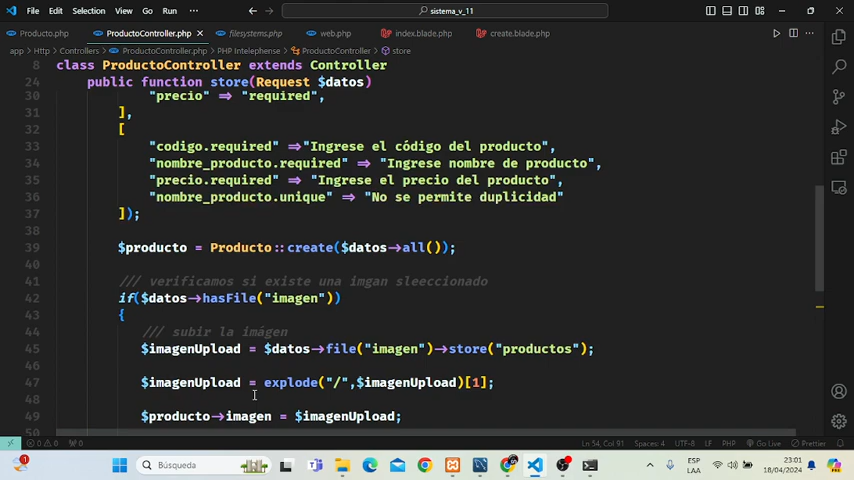 File Edit Selection View Go Run ··· sistema_v_11
Producto.php ProductoController.php × filesystems.php web.php index.blade.php create.blade.php
app > Http > Controllers > ProductoController.php > PHP Intelephense > ProductoController > store
8 class ProductoController extends Controller
24 public function store(Request $datos)
30 "precio" => "required",
31 ],
32 [
33 "codigo.required" =>"Ingrese el código del producto",
34 "nombre_producto.required" => "Ingrese nombre de producto",
35 "precio.required" => "Ingrese el precio del producto",
36 "nombre_producto.unique" => "No se permite duplicidad"
37 ]);
38
39 $producto = Producto::create($datos->all());
40
41 /// verificamos si existe una imgan sleeccionado
42 if($datos->hasFile("imagen"))
43 {
44 /// subir la imágen
45 $imagenUpload = $datos->file("imagen")->store("productos");
46
47 $imagenUpload = explode("/",$imagenUpload)[1];
48
49 $producto->imagen = $imagenUpload;
50
0 0 0 Ln 54, Col 91 Spaces: 4 UTF-8 LF PHP Go Live Prettier
Búsqueda ESP 23:01
LAA 18/04/2024